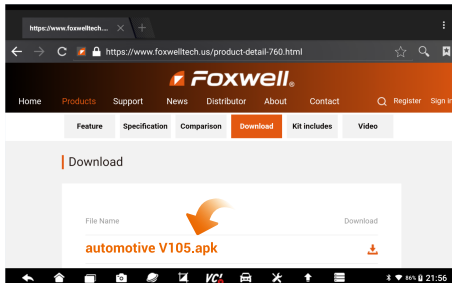 https://www.foxwelltech....
https://www.foxwelltech.us/product-detail-760.html
FOXWell®
Home Products Support News Distributor About Contact Register Sign in
Feature Specification Comparison Download Kit includes Video
Download
File Name Download
automotive V105.apk
VCI 86% 21:56